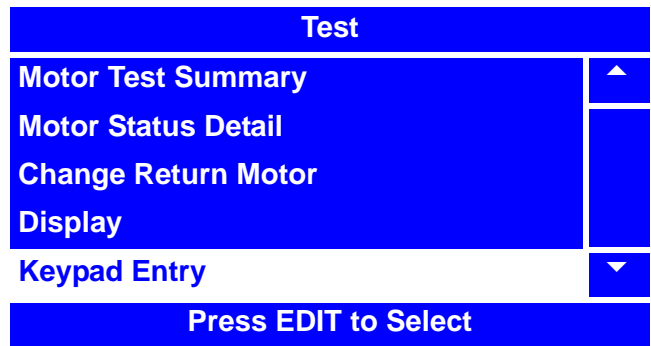 Test
Motor Test Summary
Motor Status Detail
Change Return Motor
Display
Keypad Entry
Press EDIT to Select